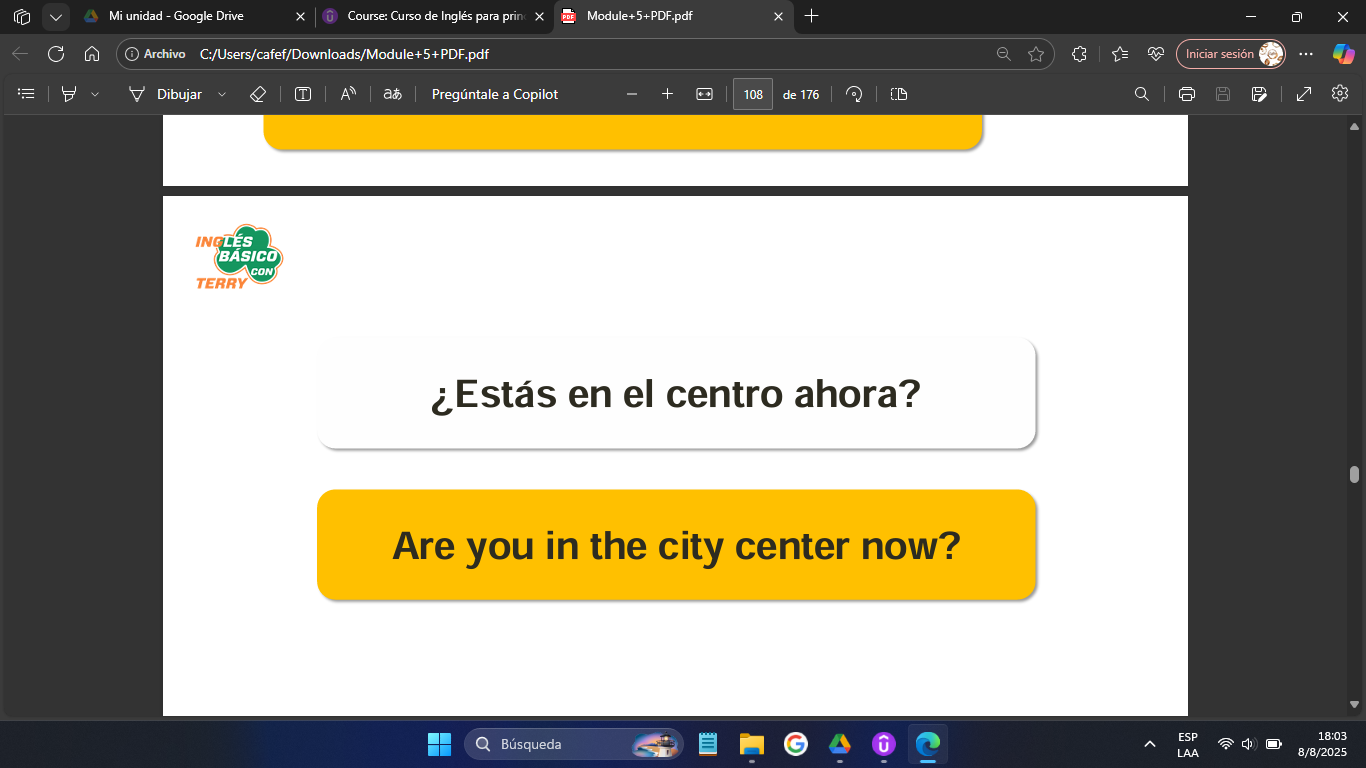 Mi unidad - Google Drive
Course: Curso de Inglés para prin
Module+5+PDF.pdf
Archivo
C:/Users/cafef/Downloads/Module+5+PDF.pdf
Iniciar sesión
Dibujar
aあ
Pregúntale a Copilot
108
de 176
INGLÉS
BÁSICO
CON
TERRY
¿Estás en el centro ahora?
Are you in the city center now?
Búsqueda
ESP
LAA
18:03
8/8/2025